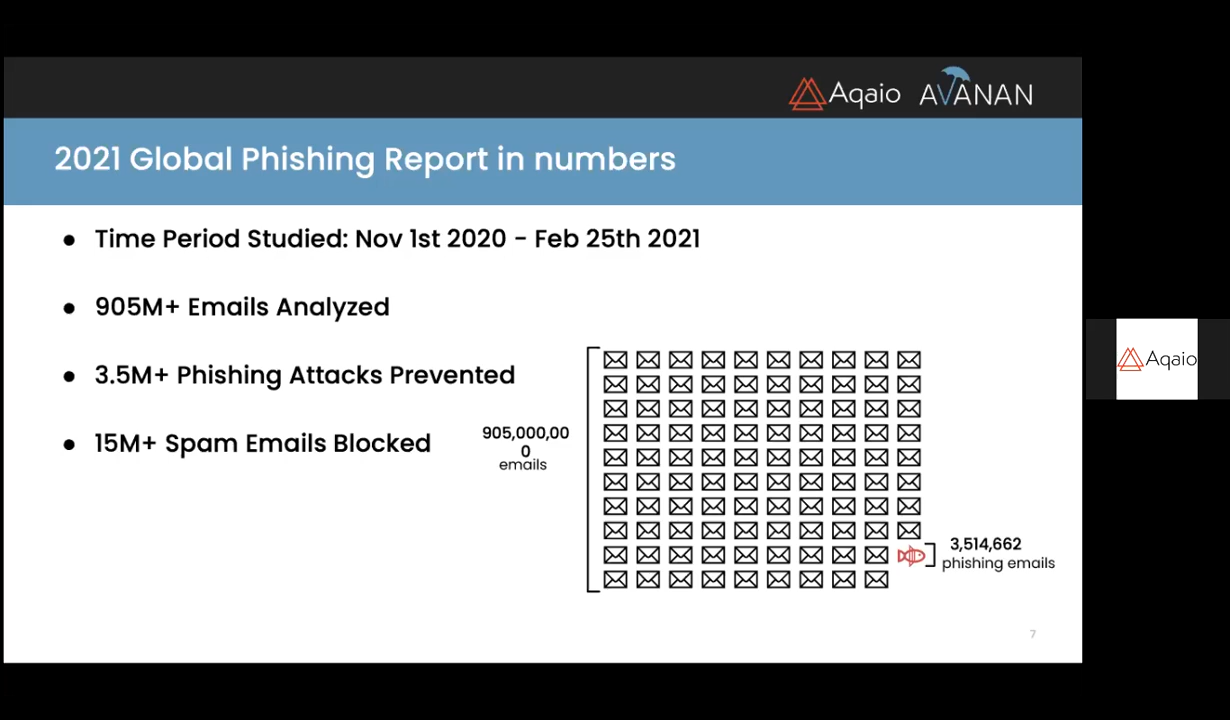 Aqaio AVANAN
2021 Global Phishing Report in numbers
● Time Period Studied: Nov 1st 2020 - Feb 25th 2021
● 905M+ Emails Analyzed
● 3.5M+ Phishing Attacks Prevented
● 15M+ Spam Emails Blocked
905,000,00
0
emails
3,514,662
phishing emails
7
Aqaio